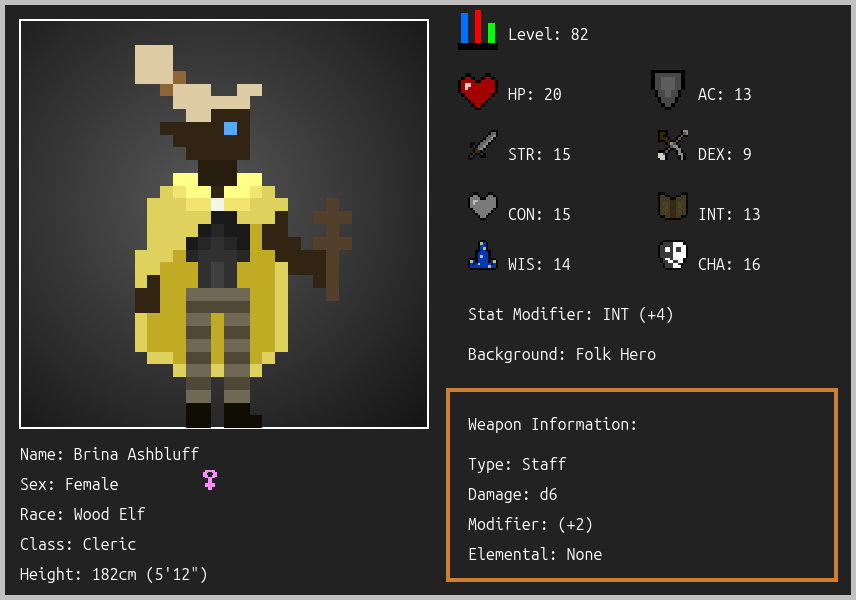 Level: 82
HP: 20
AC: 13
STR: 15
DEX: 9
CON: 15
INT: 13
WIS: 14
CHA: 16
Stat Modifier: INT (+4)
Background: Folk Hero
Weapon Information:
Type: Staff
Damage: d6
Modifier: (+2)
Elemental: None
Name: Brina Ashbluff
Sex: Female
Race: Wood Elf
Class: Cleric
Height: 182cm (5'12")